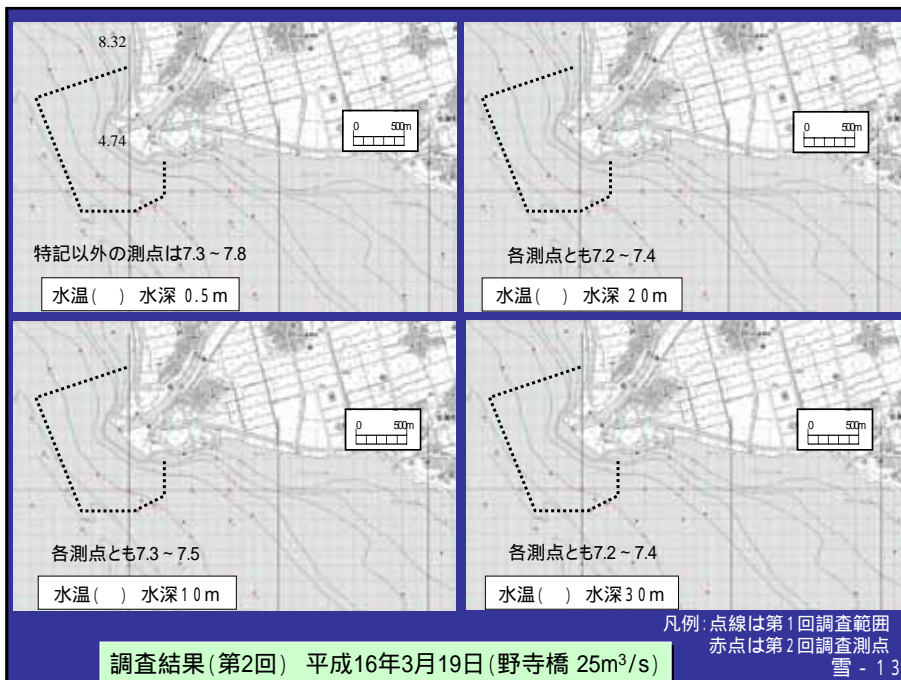 8.32
4.74
0 500m
特記以外の測点は7.3~7.8
水温( ) 水深 0.5m
0 500m
各測点とも7.2~7.4
水温( ) 水深 20m
0 500m
各測点とも7.3~7.5
水温( ) 水深10m
0 500m
各測点とも7.2~7.4
水温( ) 水深30m
凡例:点線は第1回調査範囲
赤点は第2回調査測点
調査結果(第2回) 平成16年3月19日(野寺橋 25m³/s)
雪-13